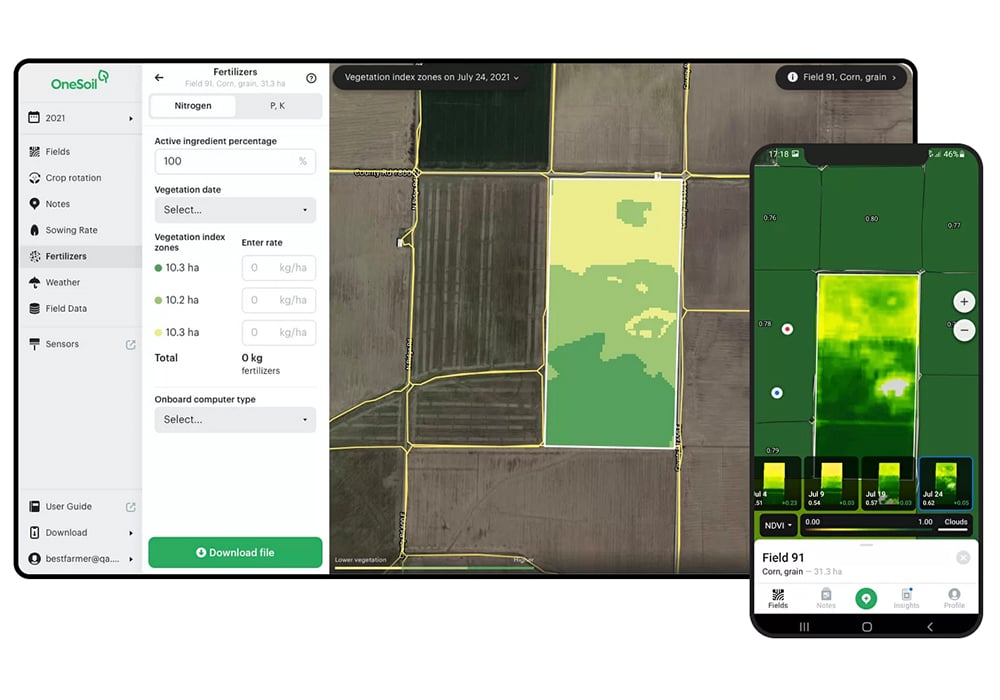 OneSoil
2021
Fields
Crop rotation
Notes
Sowing Rate
Fertilizers
Weather
Field Data
Sensors
User Guide
Download
bestfarmer@qa....
Fertilizers
Field 91, Corn, grain, 31.3 ha
Nitrogen
P, K
Active ingredient percentage
100 %
Vegetation date
Select...
Vegetation index zones
Enter rate
10.3 ha
0 kg/ha
10.2 ha
0 kg/ha
10.3 ha
0 kg/ha
Total
0 kg
fertilizers
Onboard computer type
Select...
Download file
Vegetation index zones on July 24, 2021
Field 91, Corn, grain
Lower vegetation
17:18
46%
0.76
0.80
0.77
0.78
0.79
+
−
Jul 4
.51 +0.23
Jul 9
0.54 +0.03
Jul 19
0.57 +0.03
Jul 24
0.62 +0.05
NDVI
0.00
1.00
Clouds
Field 91
Corn, grain — 31.3 ha
Fields
Notes
Insights
Profile